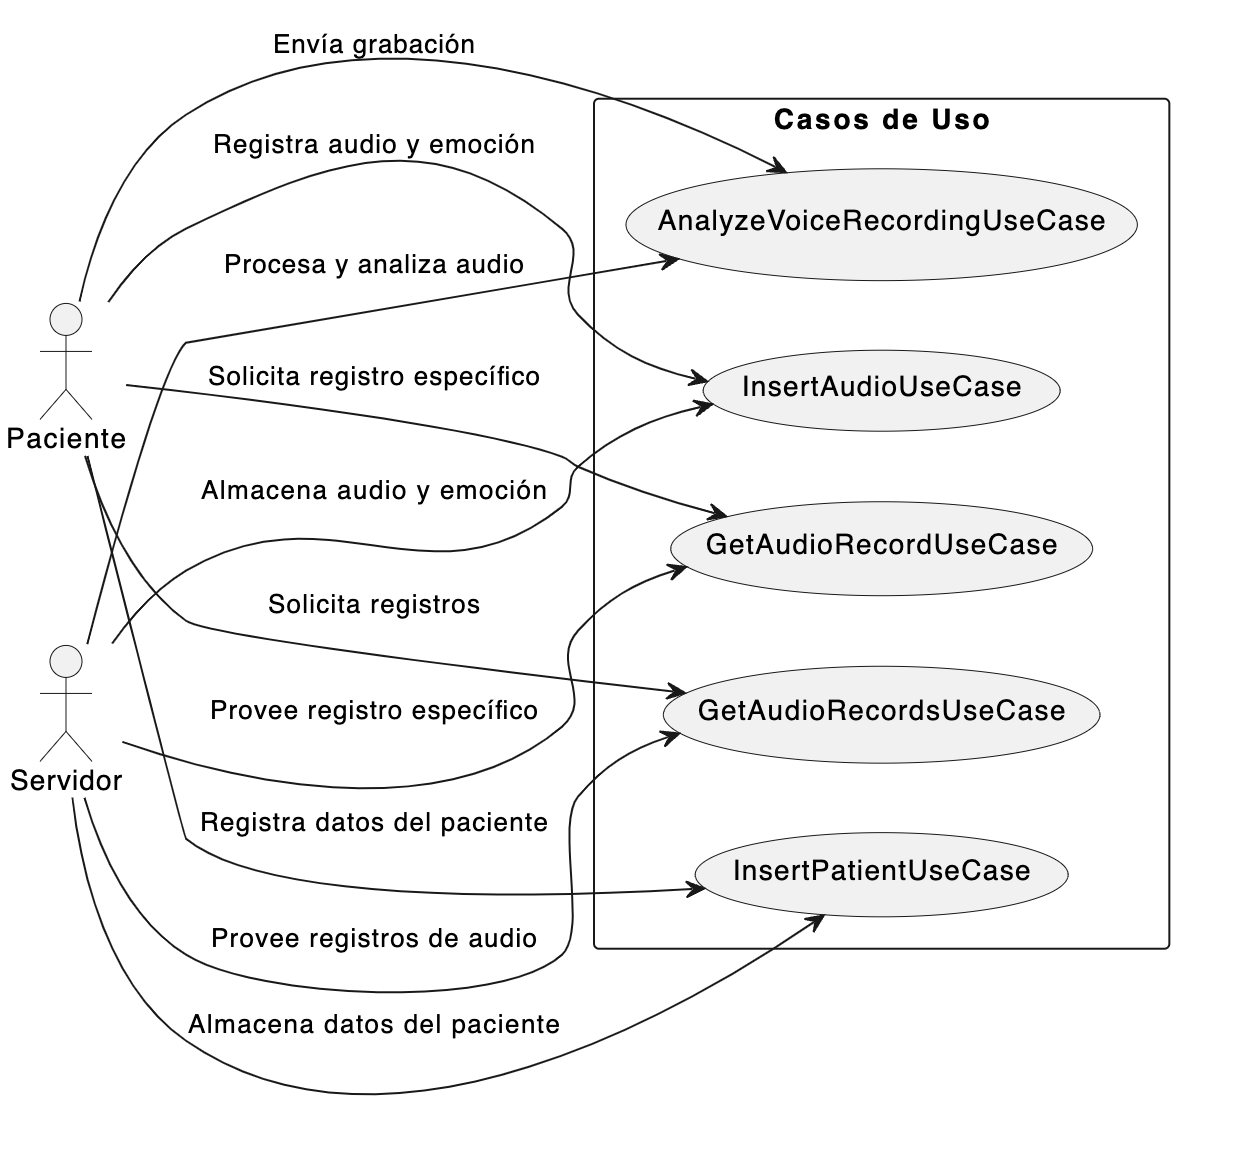 Envía grabación
Casos de Uso
Registra audio y emoción
AnalyzeVoiceRecordingUseCase
Procesa y analiza audio
Solicita registro específico
InsertAudioUseCase
Paciente
Almacena audio y emoción
GetAudioRecordUseCase
Solicita registros
Provee registro específico
GetAudioRecordsUseCase
Servidor
Registra datos del paciente
InsertPatientUseCase
Provee registros de audio
Almacena datos del paciente